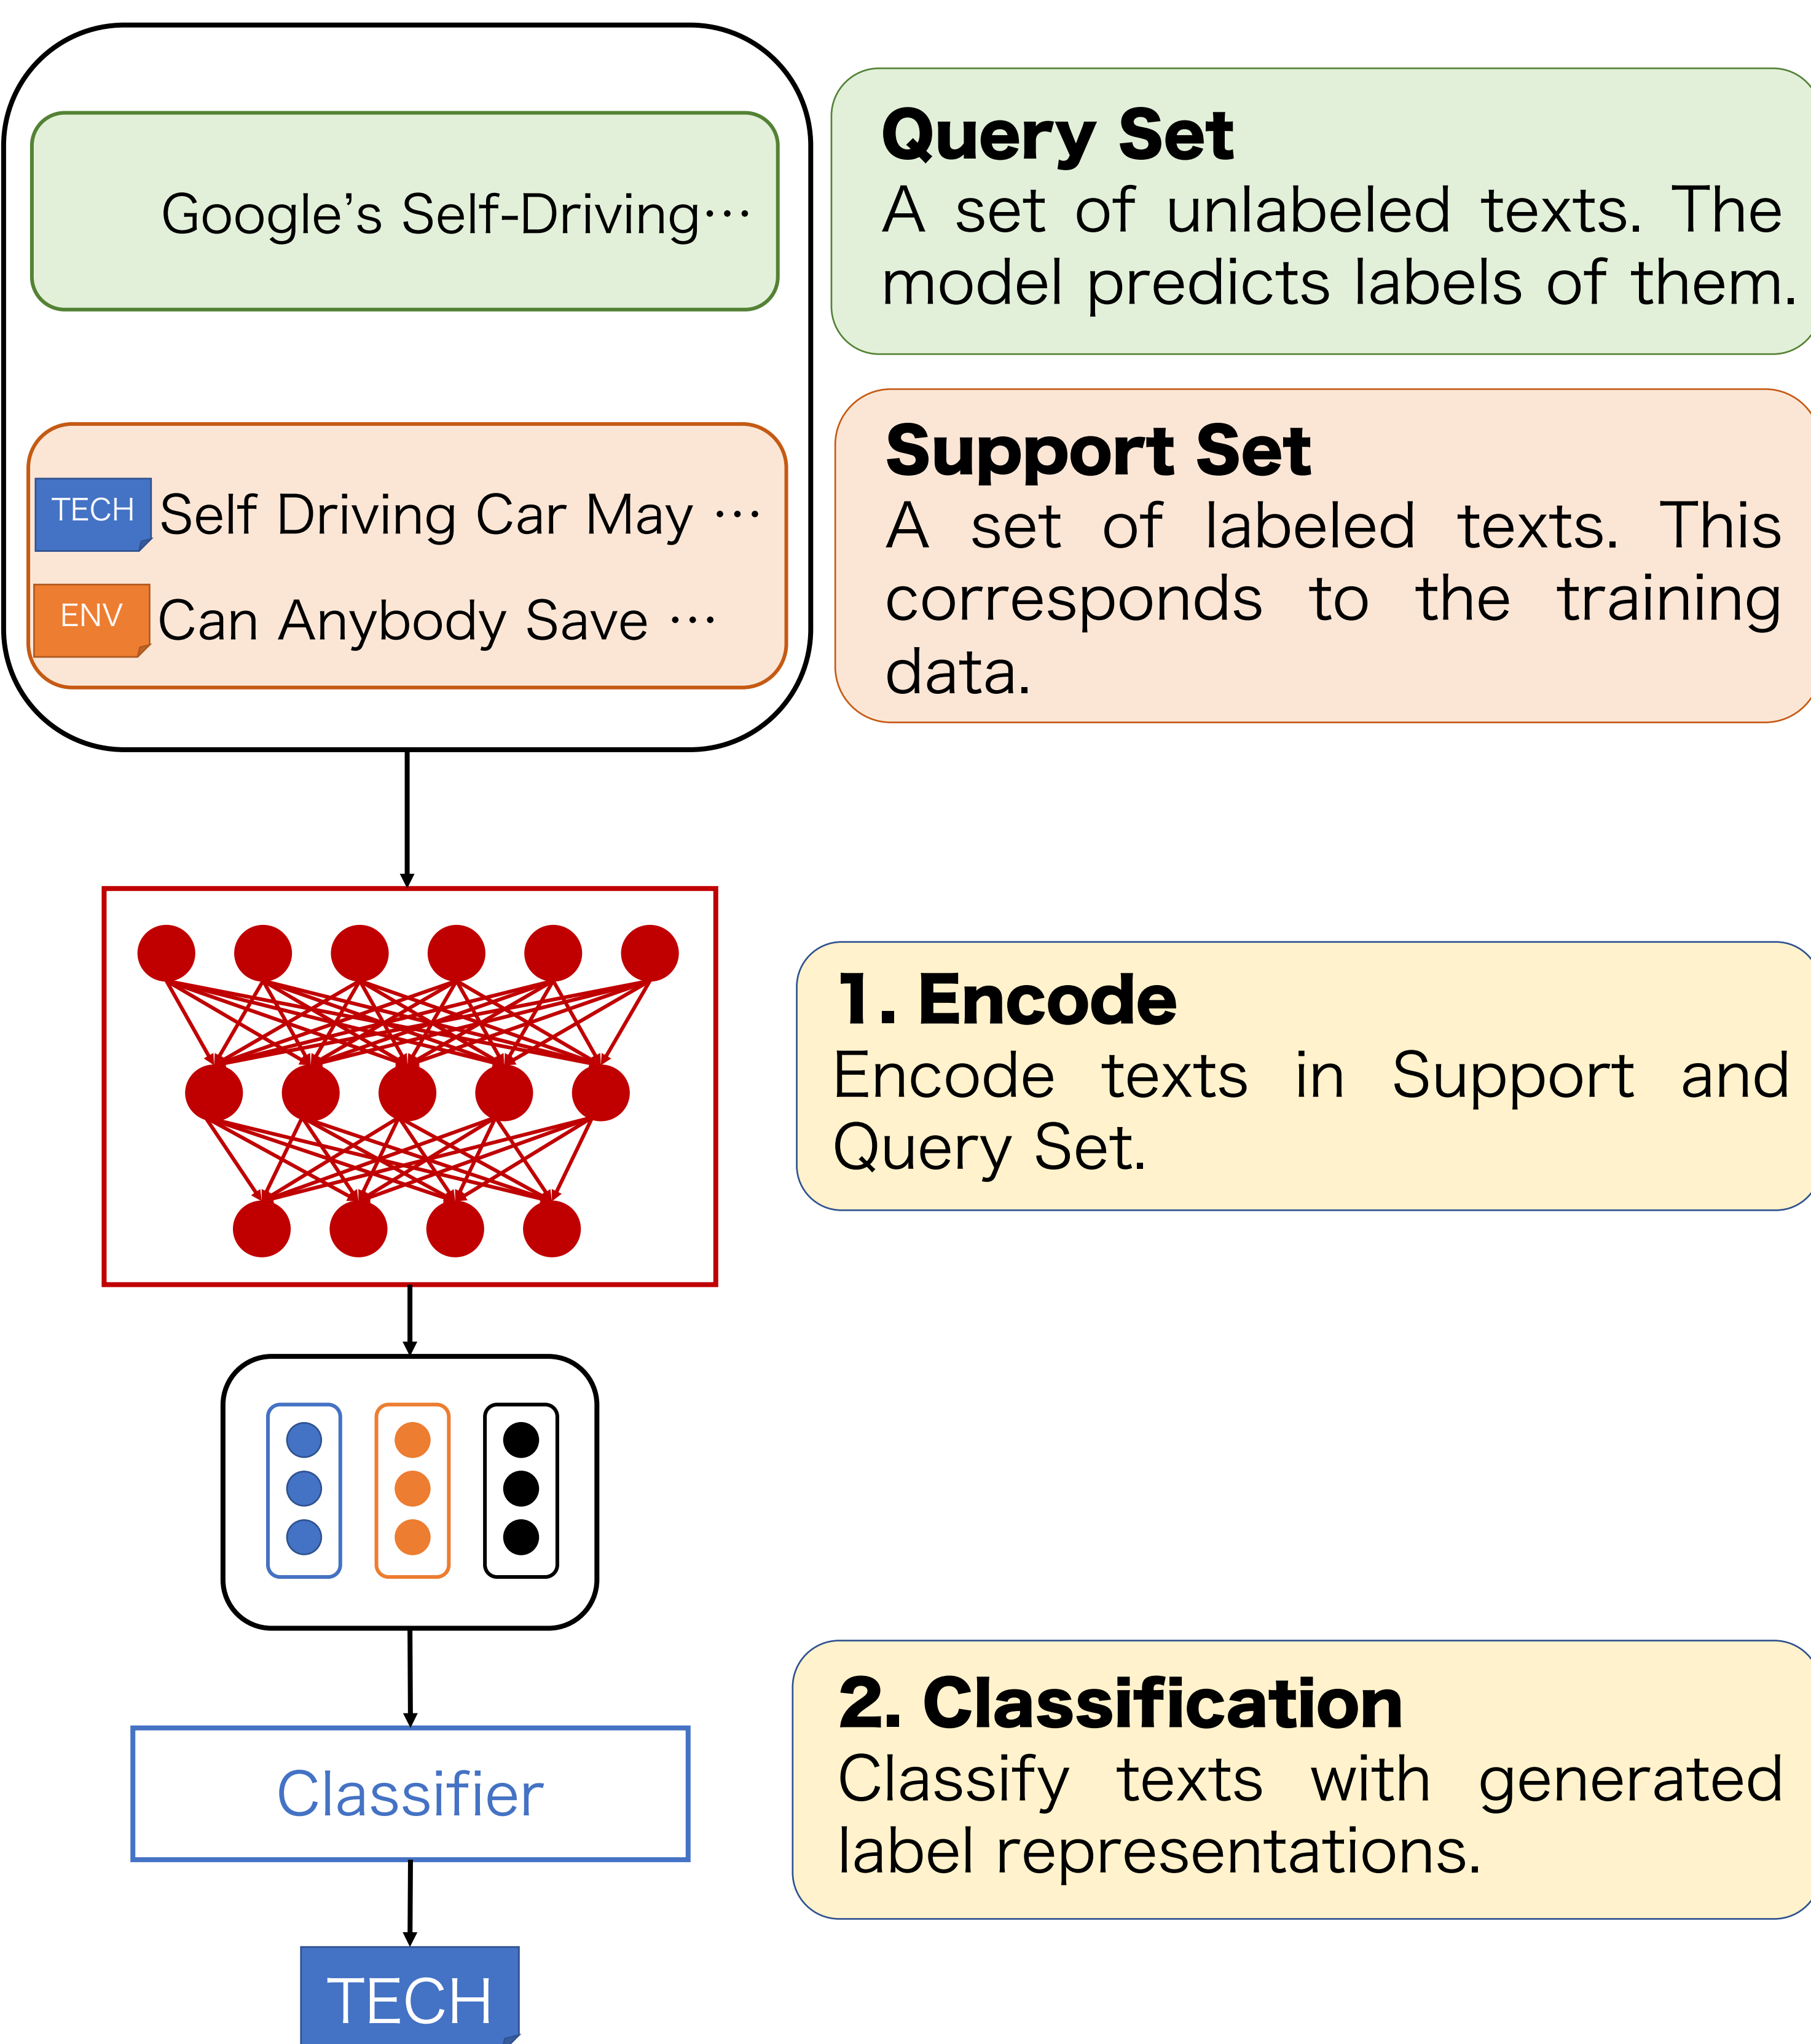 Google's Self-Driving…
TECH
Self Driving Car May …
ENV
Can Anybody Save …
Query Set
A set of unlabeled texts. The
model predicts labels of them.
Support Set
A set of labeled texts. This
corresponds to the training
data.
1. Encode
Encode texts in Support and
Query Set.
2. Classification
Classify texts with generated
label representations.
Classifier
TECH